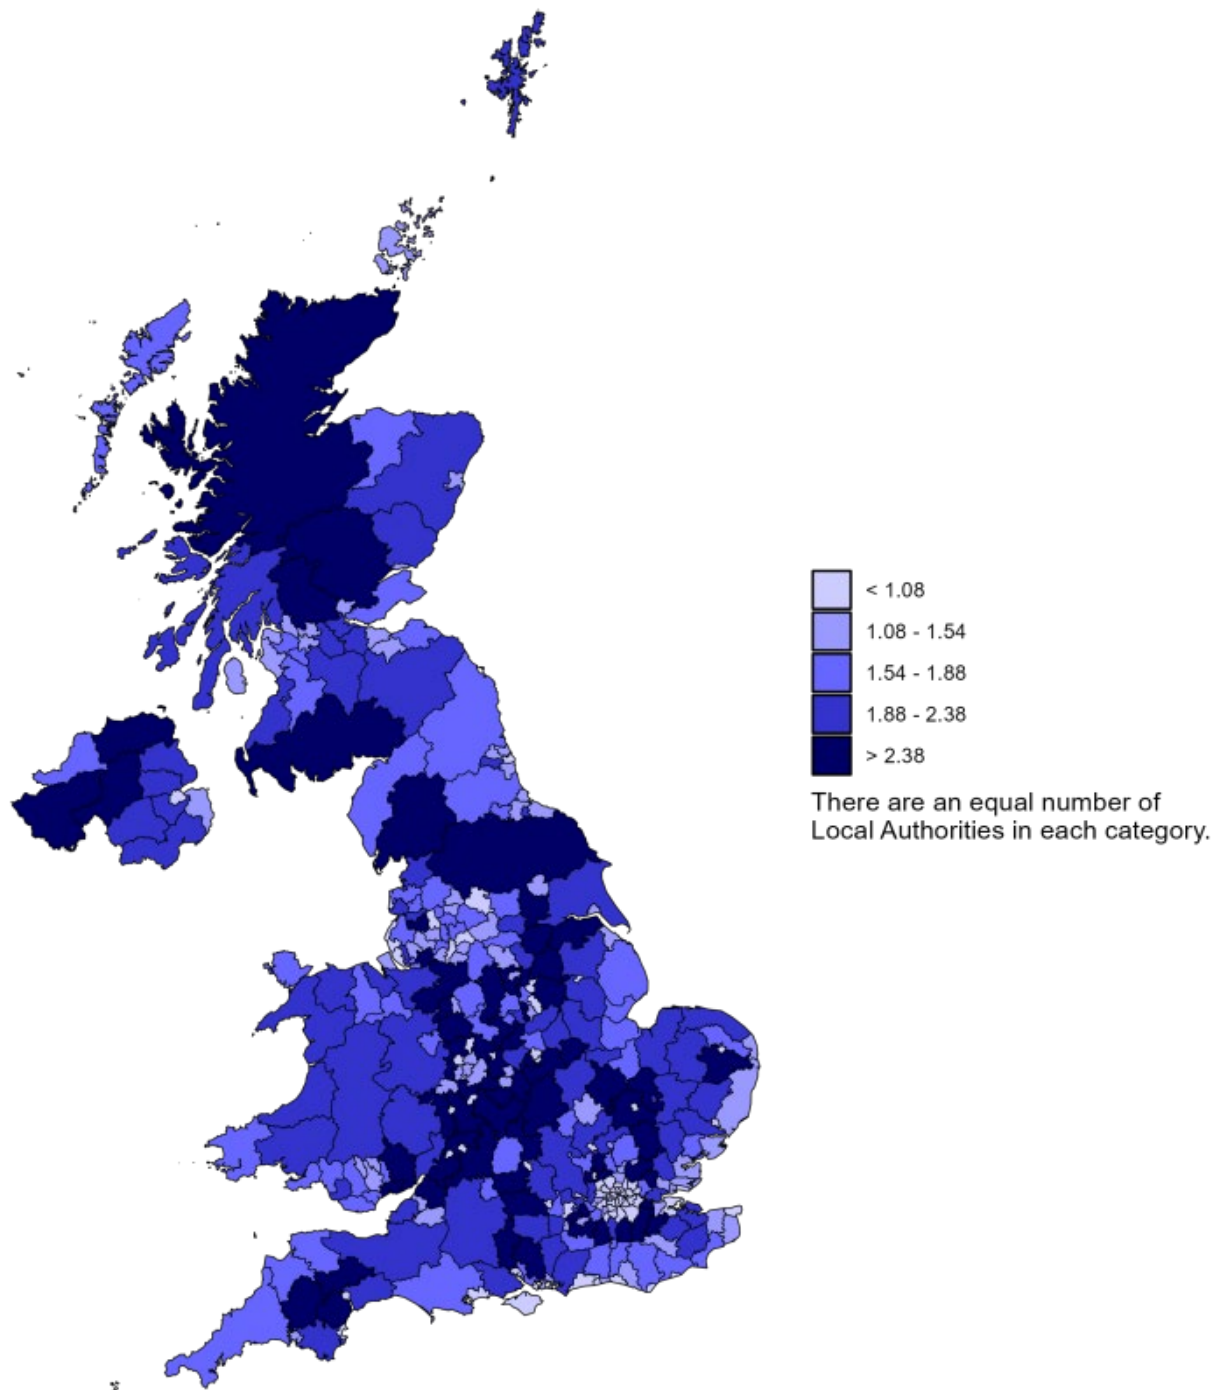 < 1.08
1.08 - 1.54
1.54 - 1.88
1.88 - 2.38
> 2.38
There are an equal number of
Local Authorities in each category.